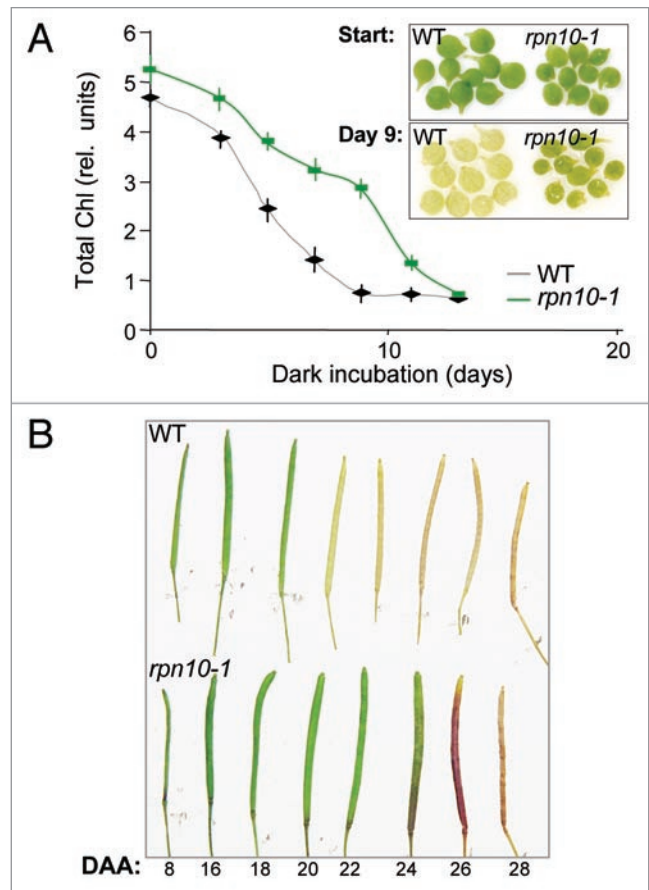 A
Total Chl (rel. units)
6
5
4
3
2
1
0
0 10 20
Dark incubation (days)
Start: WT rpn10-1
Day 9: WT rpn10-1
WT
rpn10-1
B
WT
rpn10-1
DAA: 8 16 18 20 22 24 26 28